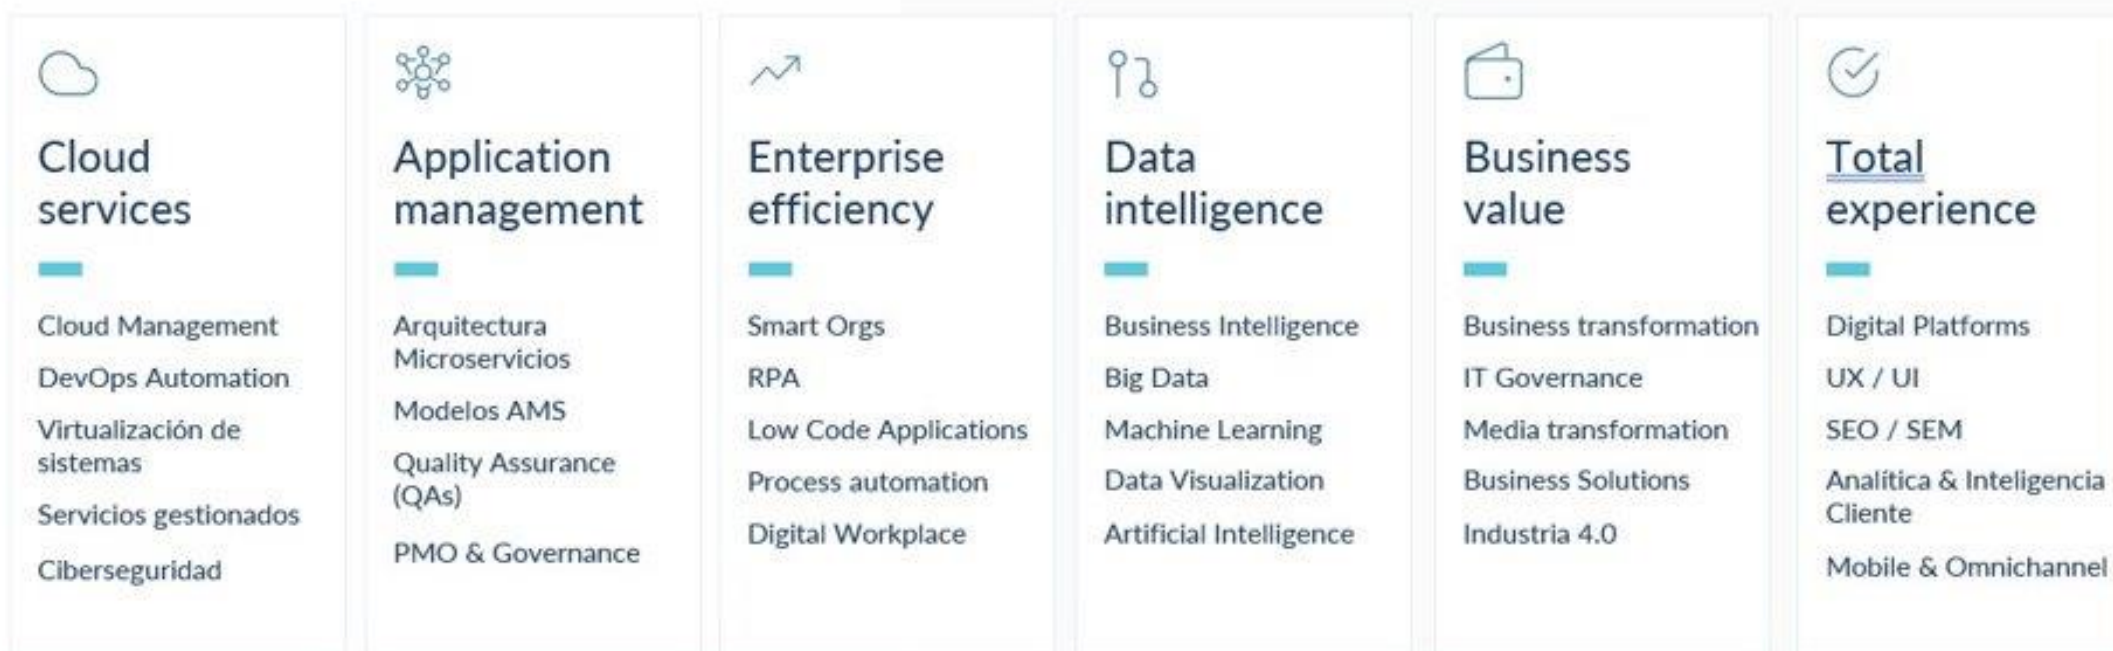 Cloud
services
Cloud Management
DevOps Automation
Virtualización de
sistemas
Servicios gestionados
Ciberseguridad
Application
management
Arquitectura
Microservicios
Modelos AMS
Quality Assurance
(QAs)
PMO & Governance
Enterprise
efficiency
Smart Orgs
RPA
Low Code Applications
Process automation
Digital Workplace
Data
intelligence
Business Intelligence
Big Data
Machine Learning
Data Visualization
Artificial Intelligence
Business
value
Business transformation
IT Governance
Media transformation
Business Solutions
Industria 4.0
Total
experience
Digital Platforms
UX / UI
SEO / SEM
Analítica & Inteligencia
Cliente
Mobile & Omnichannel